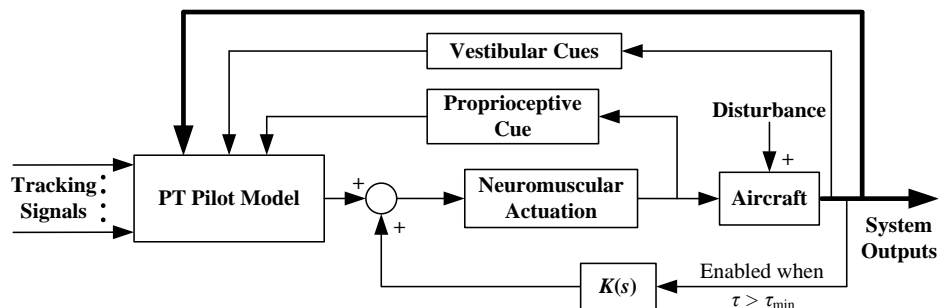 Vestibular Cues
Proprioceptive
Cue
Disturbance
+
Tracking
Signals
PT Pilot Model
+
+
Neuromuscular
Actuation
Aircraft
System
Outputs
K(s)
Enabled when
τ > τmin